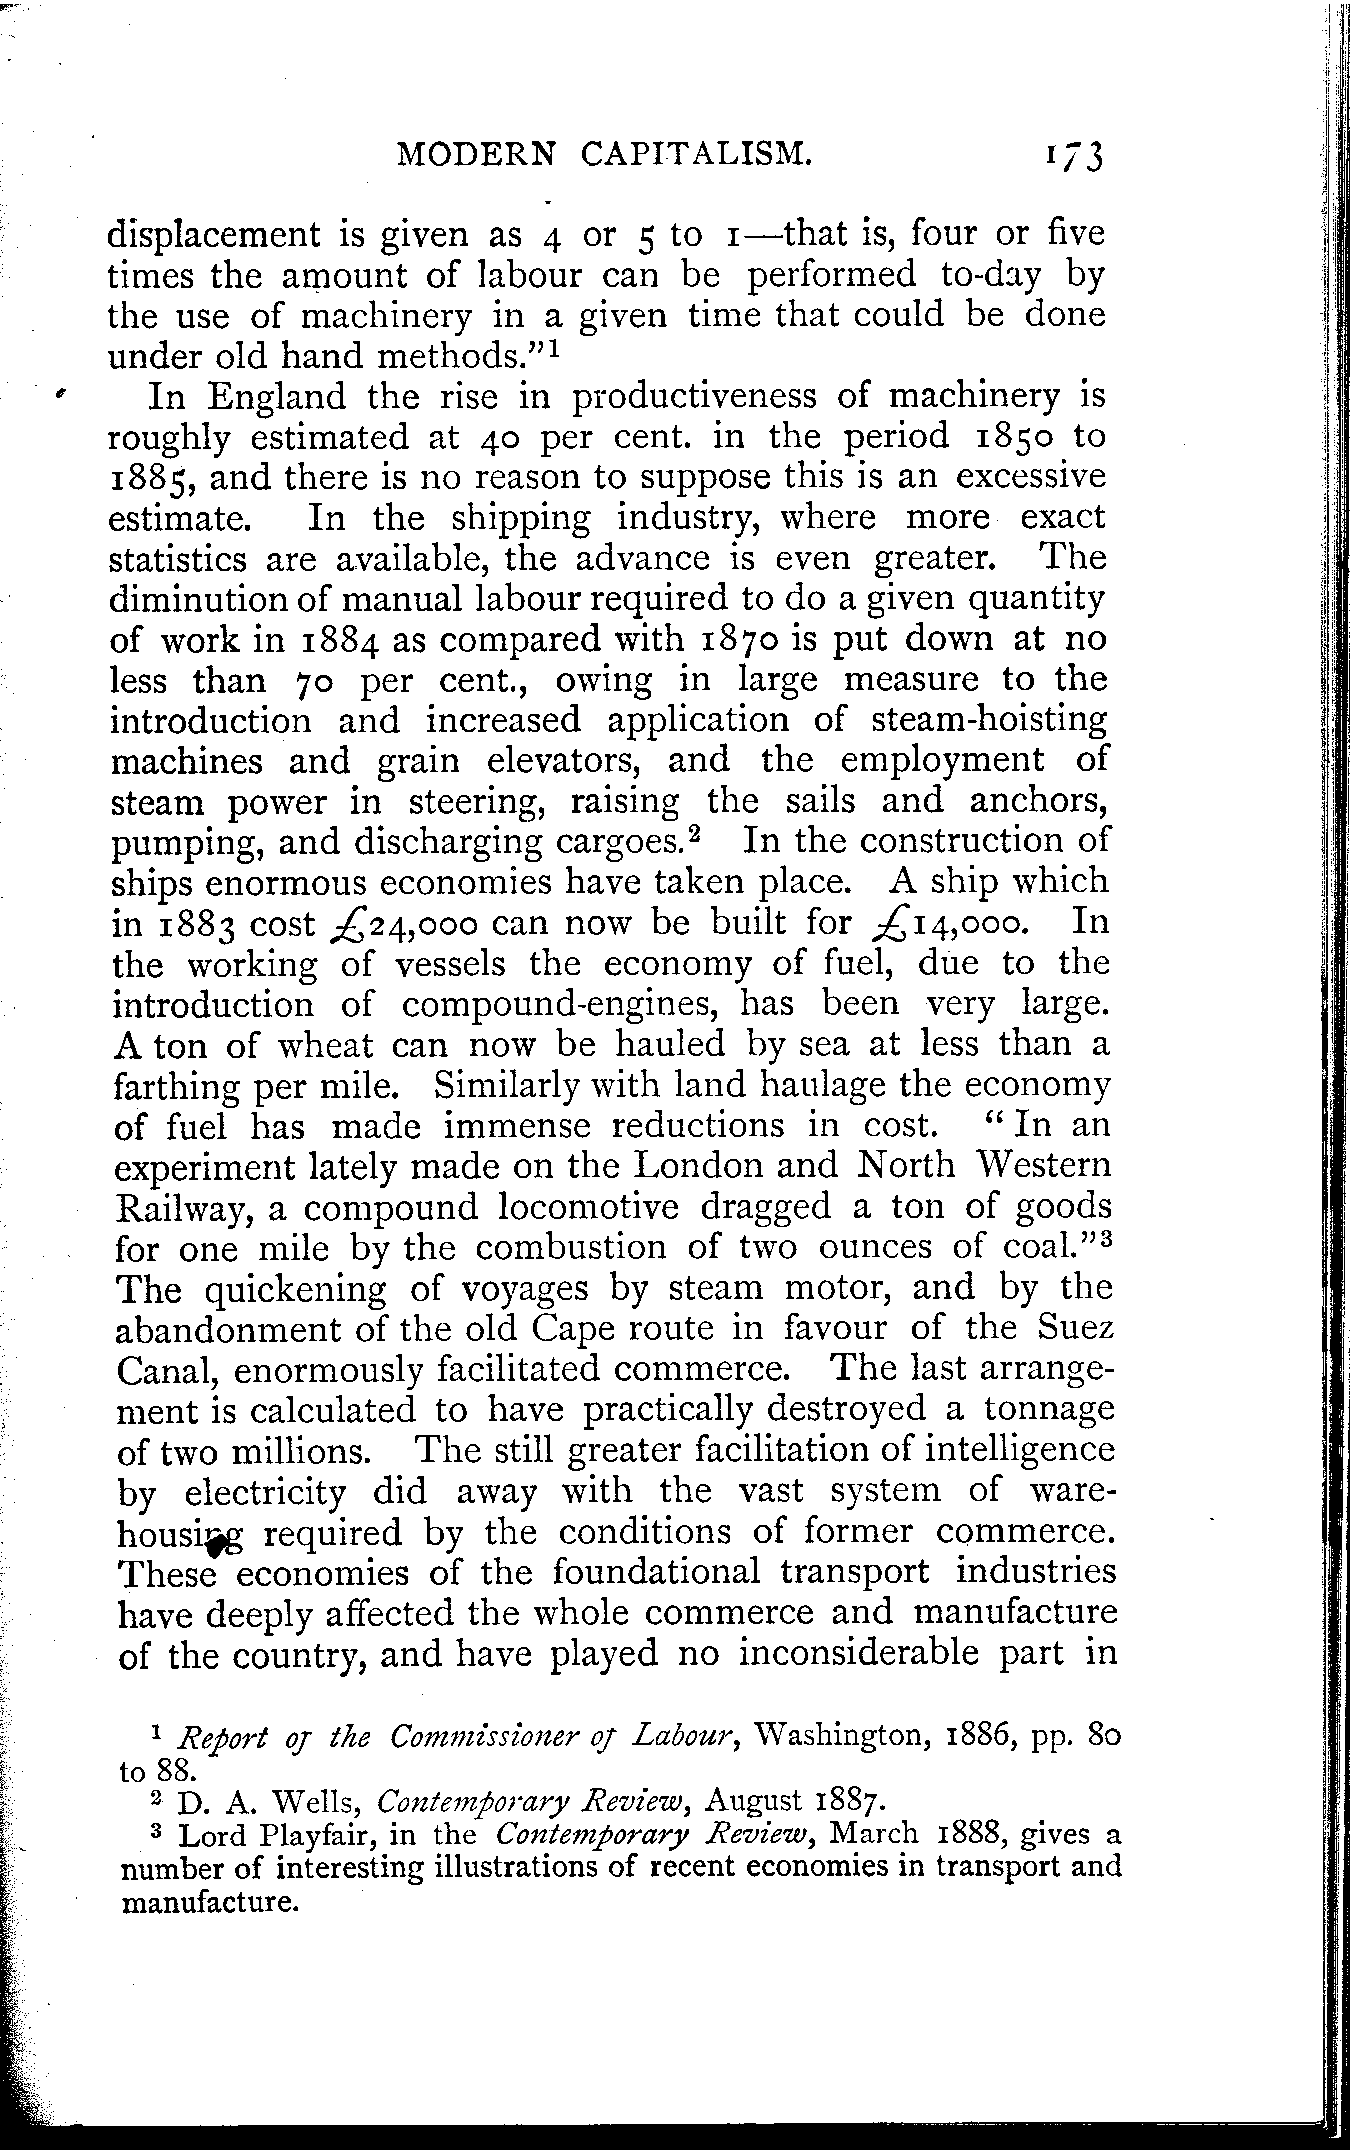 MODERN CAPITALISM. 173
displacement is given as 4 or 5 to 1—that is, four or five
times the amount of labour can be performed to-day by
the use of machinery in a given time that could be done
under old hand methods."1
In England the rise in productiveness of machinery is
roughly estimated at 40 per cent. in the period 1850 to
1885, and there is no reason to suppose this is an excessive
estimate. In the shipping industry, where more exact
statistics are available, the advance is even greater. The
diminution of manual labour required to do a given quantity
of work in 1884 as compared with 1870 is put down at no
less than 70 per cent., owing in large measure to the
introduction and increased application of steam-hoisting
machines and grain elevators, and the employment of
steam power in steering, raising the sails and anchors,
pumping, and discharging cargoes.2 In the construction of
ships enormous economies have taken place. A ship which
in 1883 cost £24,000 can now be built for £14,000. In
the working of vessels the economy of fuel, due to the
introduction of compound-engines, has been very large.
A ton of wheat can now be hauled by sea at less than a
farthing per mile. Similarly with land haulage the economy
of fuel has made immense reductions in cost. "In an
experiment lately made on the London and North Western
Railway, a compound locomotive dragged a ton of goods
for one mile by the combustion of two ounces of coal."3
The quickening of voyages by steam motor, and by the
abandonment of the old Cape route in favour of the Suez
Canal, enormously facilitated commerce. The last arrange-
ment is calculated to have practically destroyed a tonnage
of two millions. The still greater facilitation of intelligence
by electricity did away with the vast system of ware-
housing required by the conditions of former commerce.
These economies of the foundational transport industries
have deeply affected the whole commerce and manufacture
of the country, and have played no inconsiderable part in
1 Report of the Commissioner of Labour, Washington, 1886, pp. 80
to 88.
2 D. A. Wells, Contemporary Review, August 1887.
3 Lord Playfair, in the Contemporary Review, March 1888, gives a
number of interesting illustrations of recent economies in transport and
manufacture.